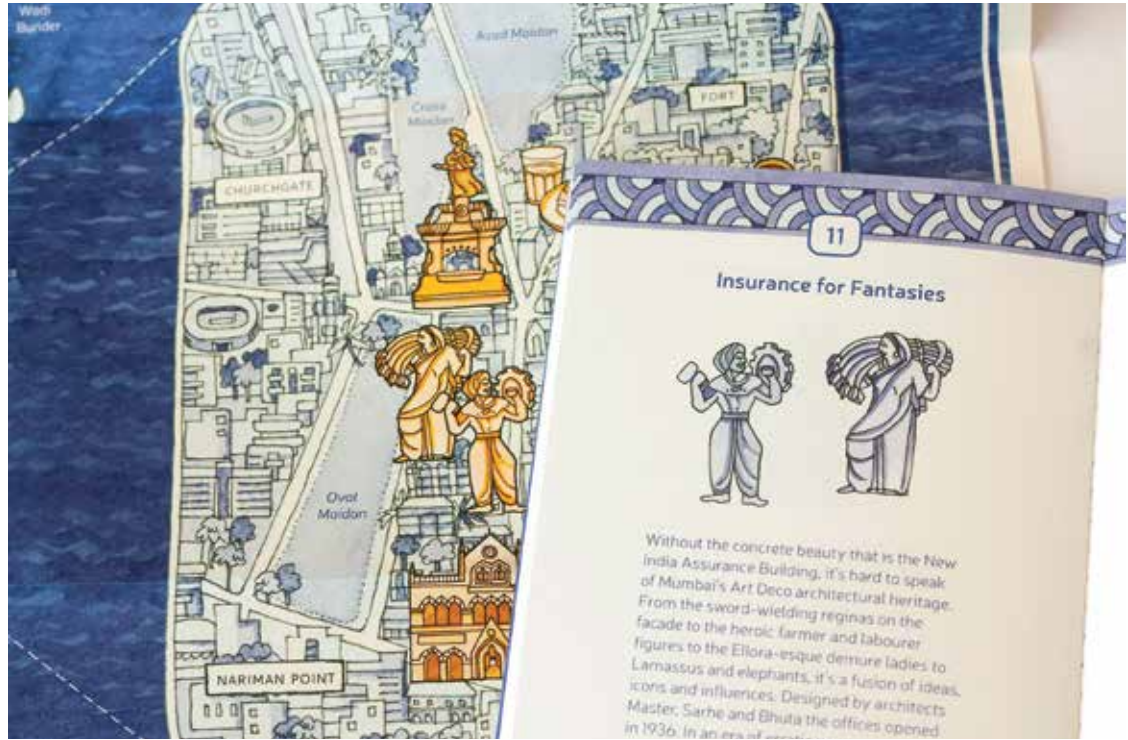 Wadi
Bunder
Azad Maidan
Cross
Maidan
FORT
CHURCHGATE
Oval
Maidan
NARIMAN POINT
11
Insurance for Fantasies
Without the concrete beauty that is the New
India Assurance Building, it's hard to speak
of Mumbai's Art Deco architectural heritage.
From the sword-wielding reginas on the
facade to the heroic farmer and labourer
figures to the Ellora-esque demure ladies to
Lamassus and elephants, it's a fusion of ideas,
icons and influences. Designed by architects
Master, Sarhe and Bhuta the offices opened
in 1936. In an era of